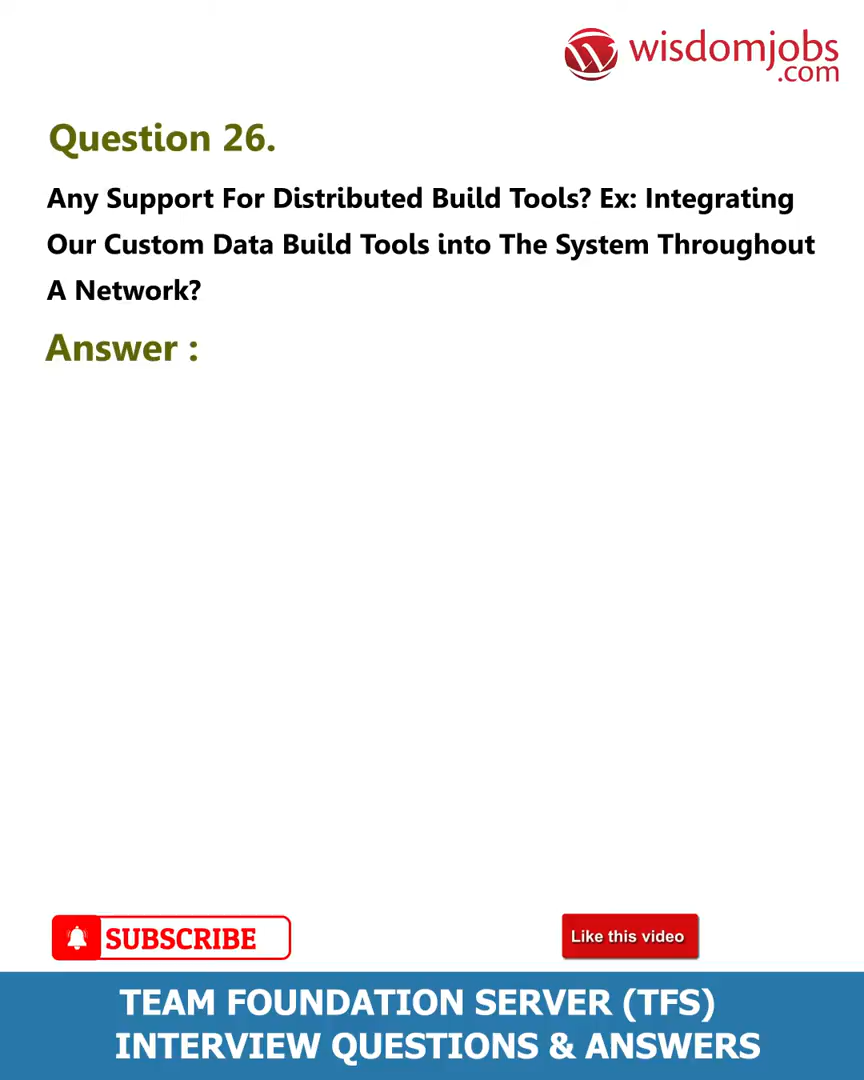 wisdomjobs
.com
Question 26.
Any Support For Distributed Build Tools? Ex: Integrating
Our Custom Data Build Tools into The System Throughout
A Network?
Answer :
SUBSCRIBE
Like this video
TEAM FOUNDATION SERVER (TFS)
INTERVIEW QUESTIONS & ANSWERS